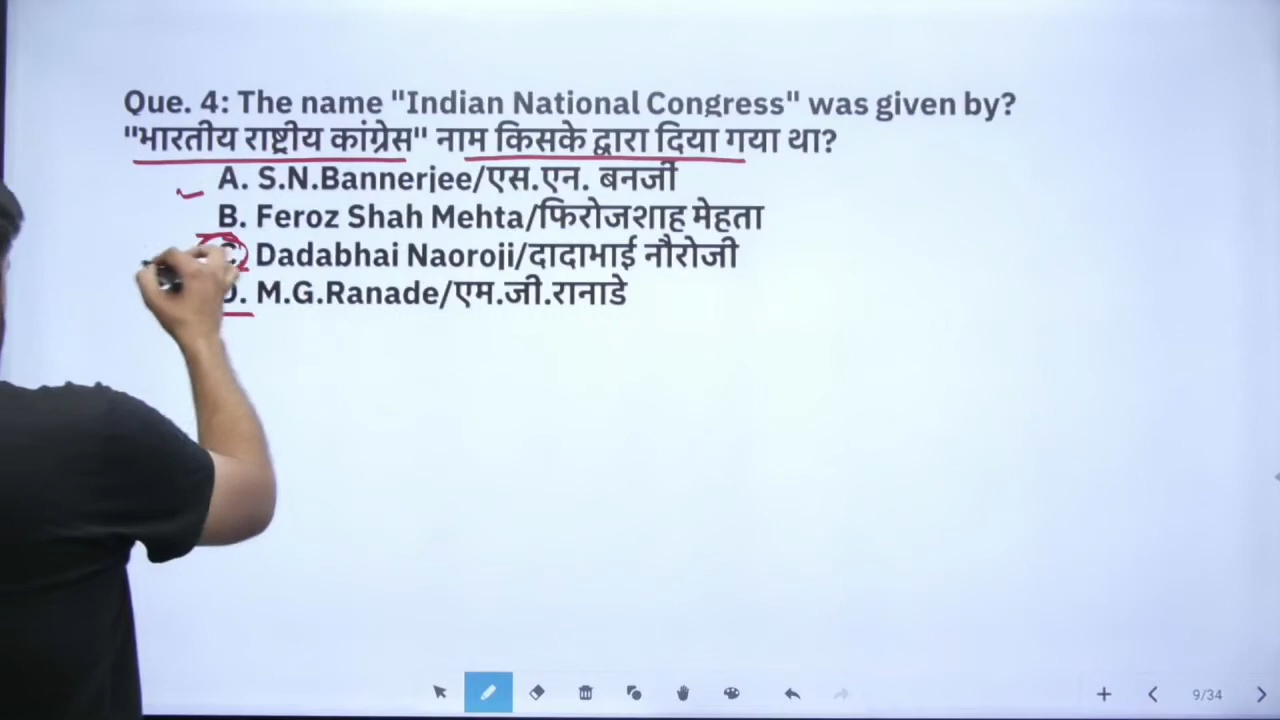 Que. 4: The name "Indian National Congress" was given by?
"भारतीय राष्ट्रीय कांग्रेस" नाम किसके द्वारा दिया गया था?
A. S.N.Bannerjee/एस.एन. बनर्जी
B. Feroz Shah Mehta/फिरोजशाह मेहता
C. Dadabhai Naoroji/दादाभाई नौरोजी
D. M.G.Ranade/एम.जी.रानाडे
9/34